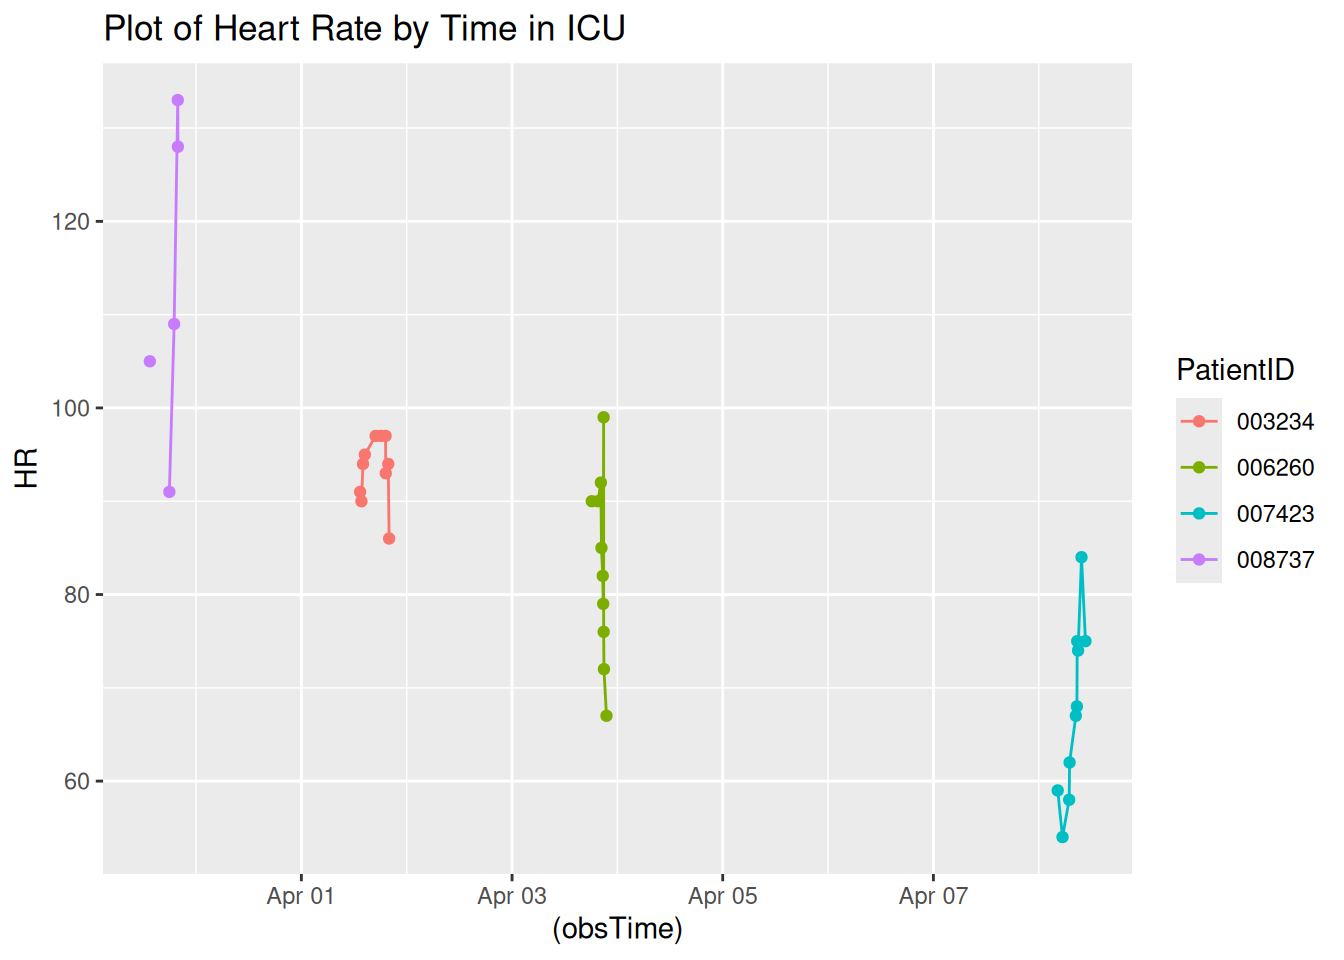 Plot of Heart Rate by Time in ICU
120
100
80
60
HR
Apr 01
Apr 03
Apr 05
Apr 07
(obsTime)
PatientID
003234
006260
007423
008737